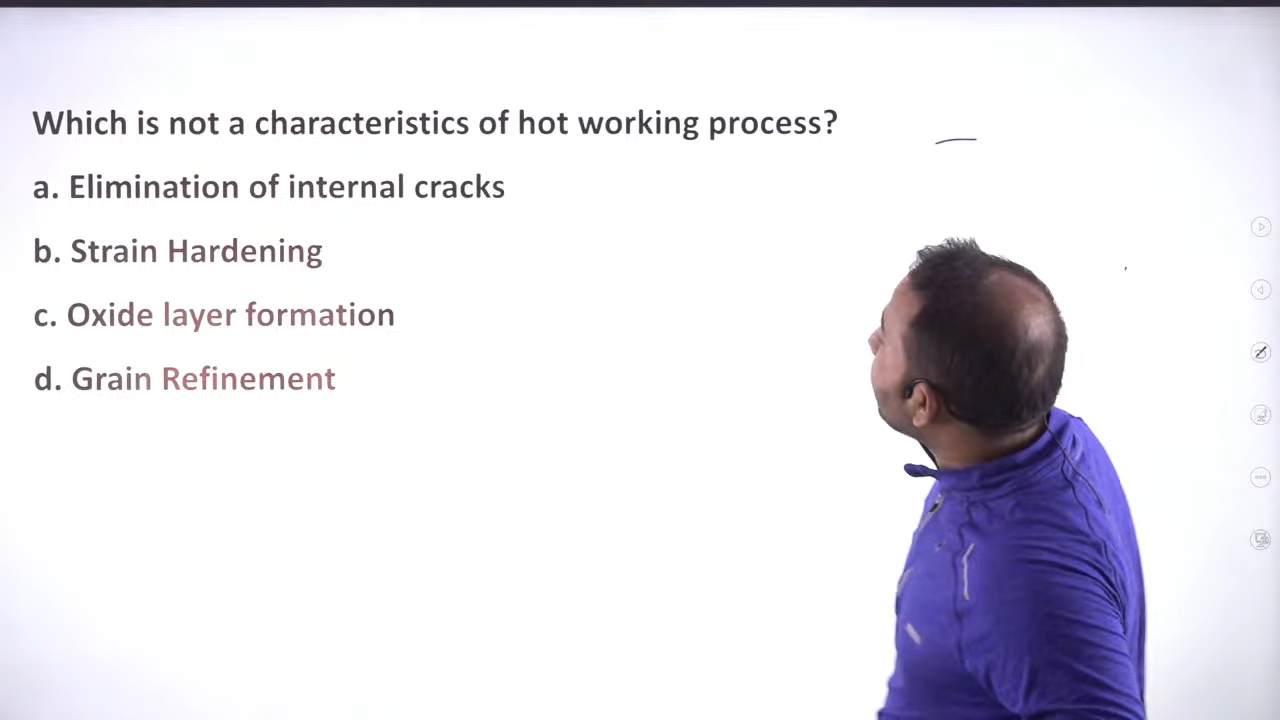 Which is not a characteristics of hot working process?
a. Elimination of internal cracks
b. Strain Hardening
c. Oxide layer formation
d. Grain Refinement